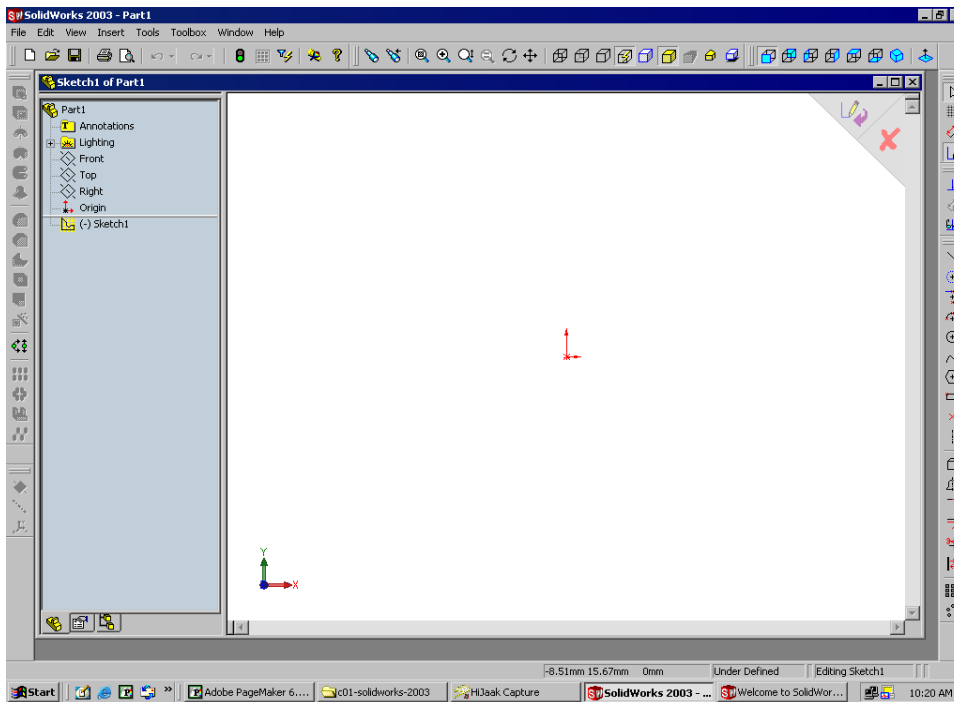 SolidWorks 2003 - Part1
File Edit View Insert Tools Toolbox Window Help
Sketch1 of Part1
Part1
Annotations
Lighting
Front
Top
Right
Origin
(-) Sketch1
Y
X
-8.51mm 15.67mm 0mm Under Defined Editing Sketch1
Start » Adobe PageMaker 6.... c01-solidworks-2003 HiJaak Capture SolidWorks 2003 - ... Welcome to SolidWor... 10:20 AM